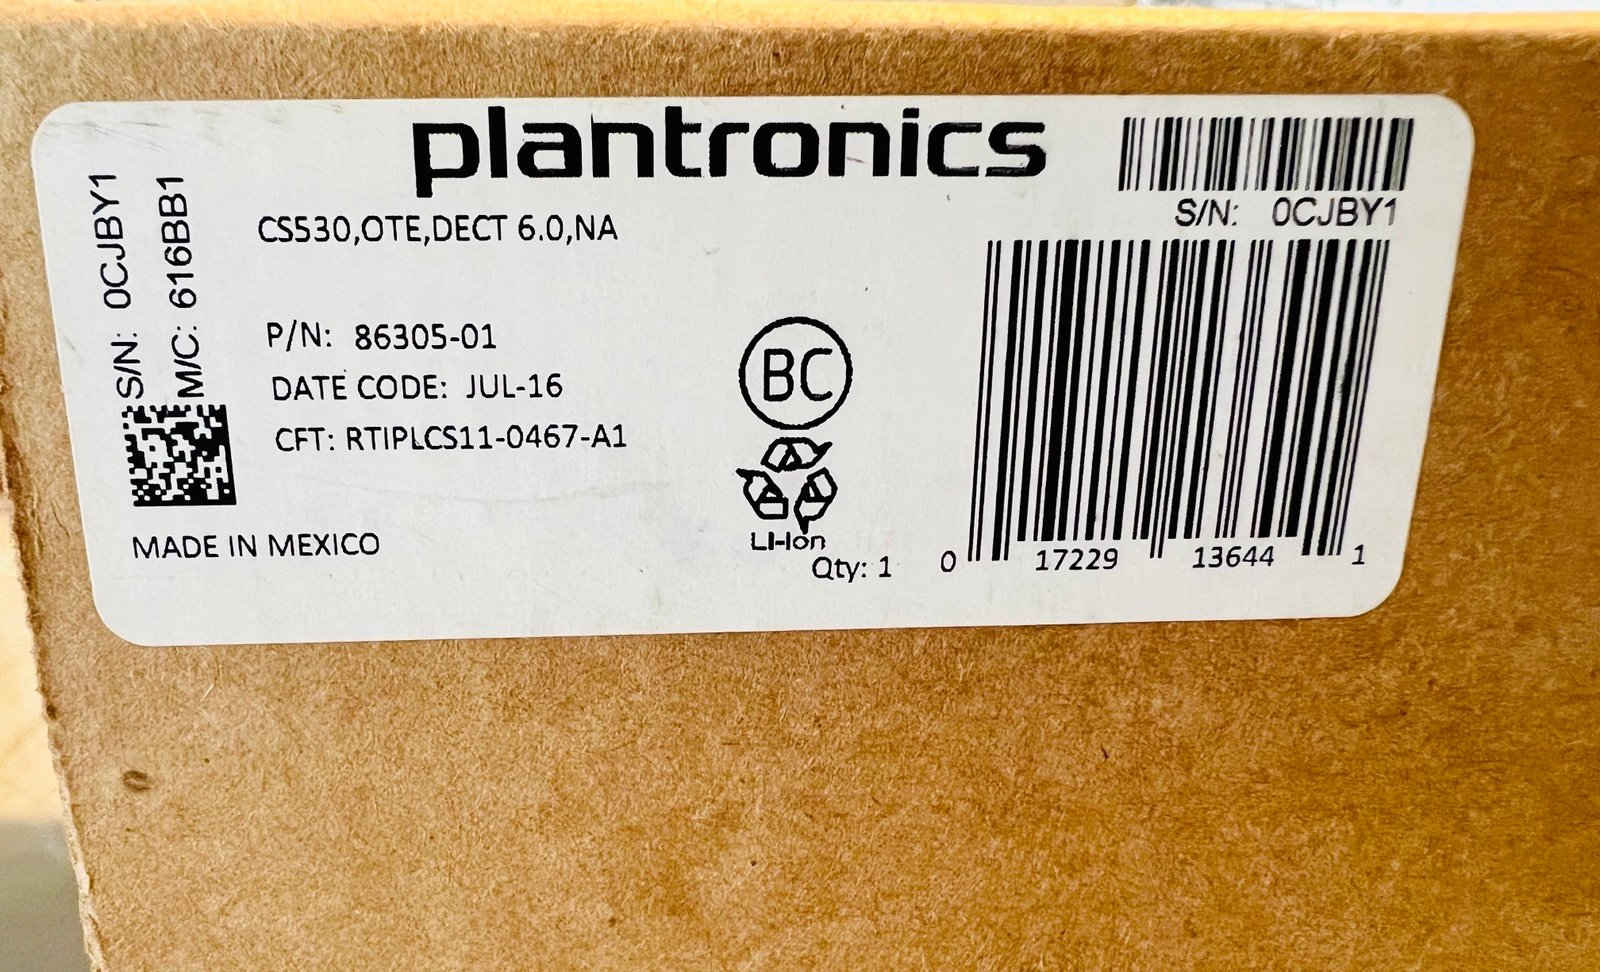 plantronics
S/N: 0CJBY1
M/C: 616BB1
CS530,OTE,DECT 6.0,NA
S/N: 0CJBY1
P/N: 86305-01
DATE CODE: JUL-16
CFT: RTIPLCS11-0467-A1
BC
LI-Ion
MADE IN MEXICO
Qty: 1
0 17229 13644 1